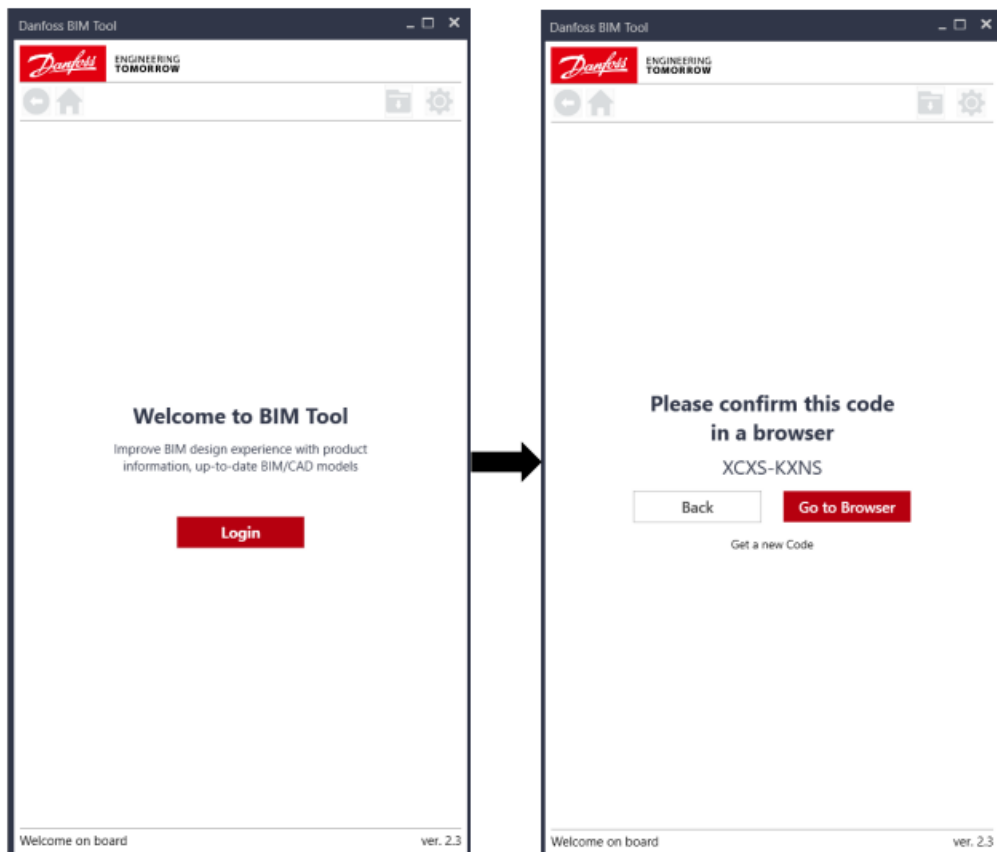 Danfoss BIM Tool
Danfoss
ENGINEERING
TOMORROW
Welcome to BIM Tool
Improve BIM design experience with product
information, up-to-date BIM/CAD models
Login
Welcome on board
ver. 2.3
Danfoss BIM Tool
Danfoss
ENGINEERING
TOMORROW
Please confirm this code
in a browser
XCXS-KXNS
Back
Go to Browser
Get a new Code
Welcome on board
ver. 2.3